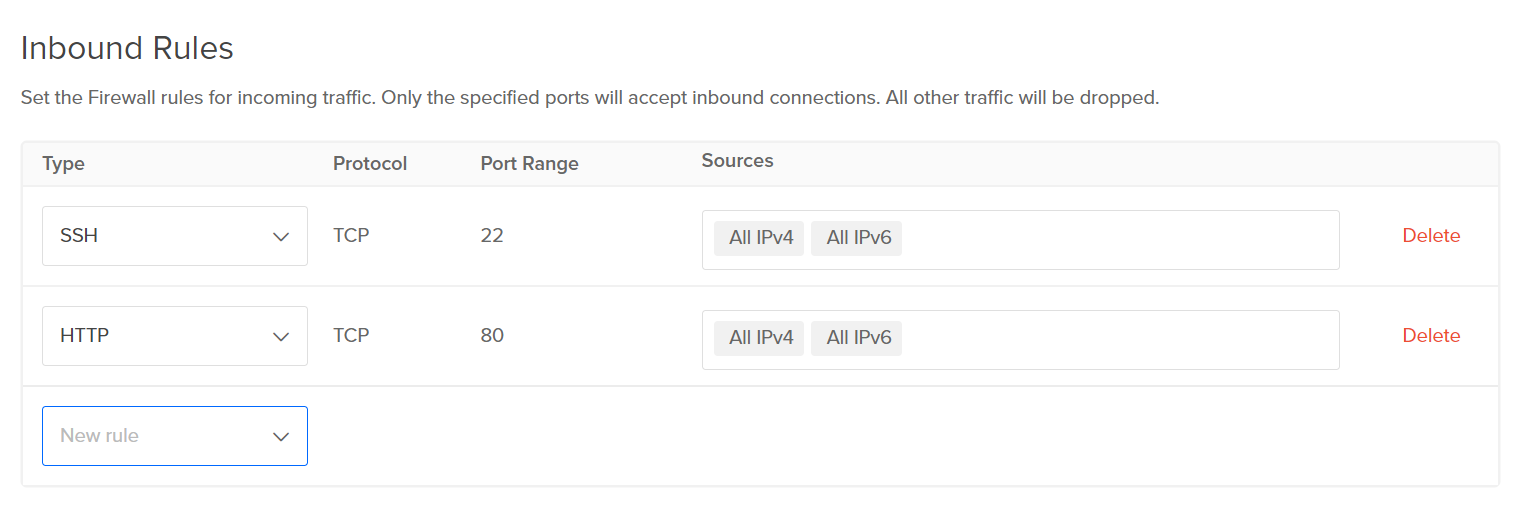 Inbound Rules
Set the Firewall rules for incoming traffic. Only the specified ports will accept inbound connections. All other traffic will be dropped.
Type Protocol Port Range Sources
SSH TCP 22 All IPv4 All IPv6 Delete
HTTP TCP 80 All IPv4 All IPv6 Delete
New rule